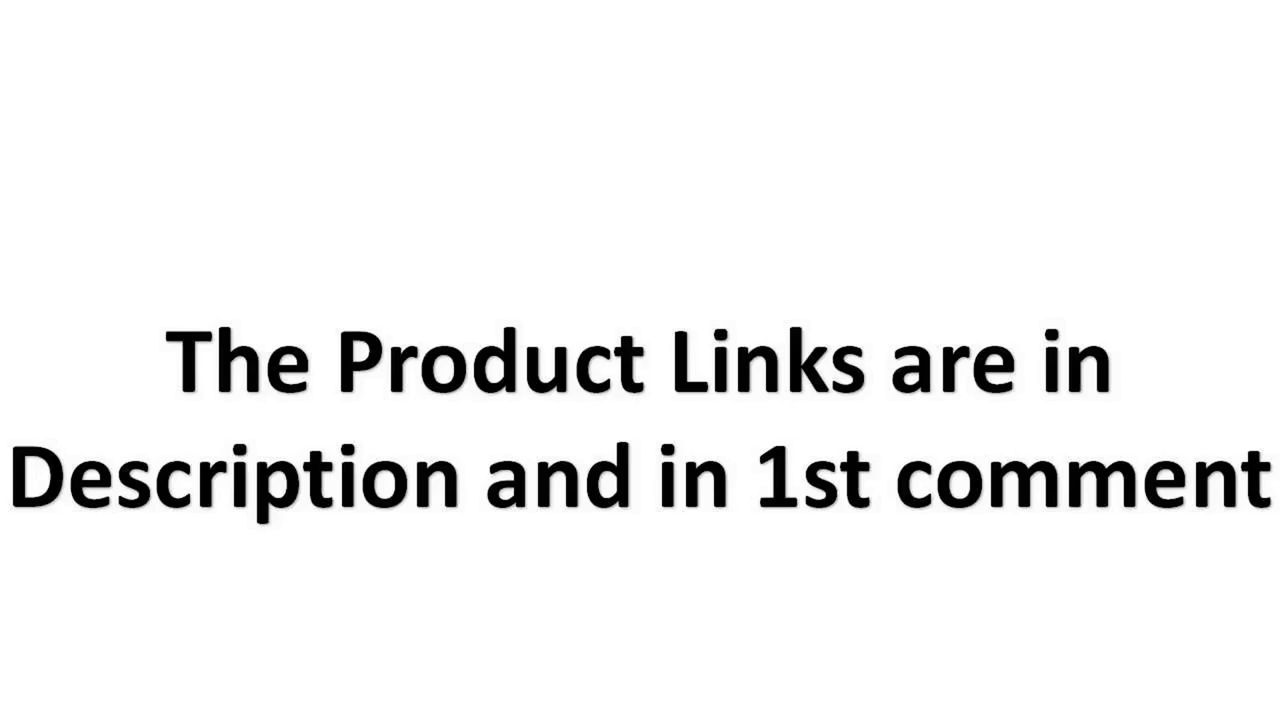 The Product Links are in
Description and in 1st comment